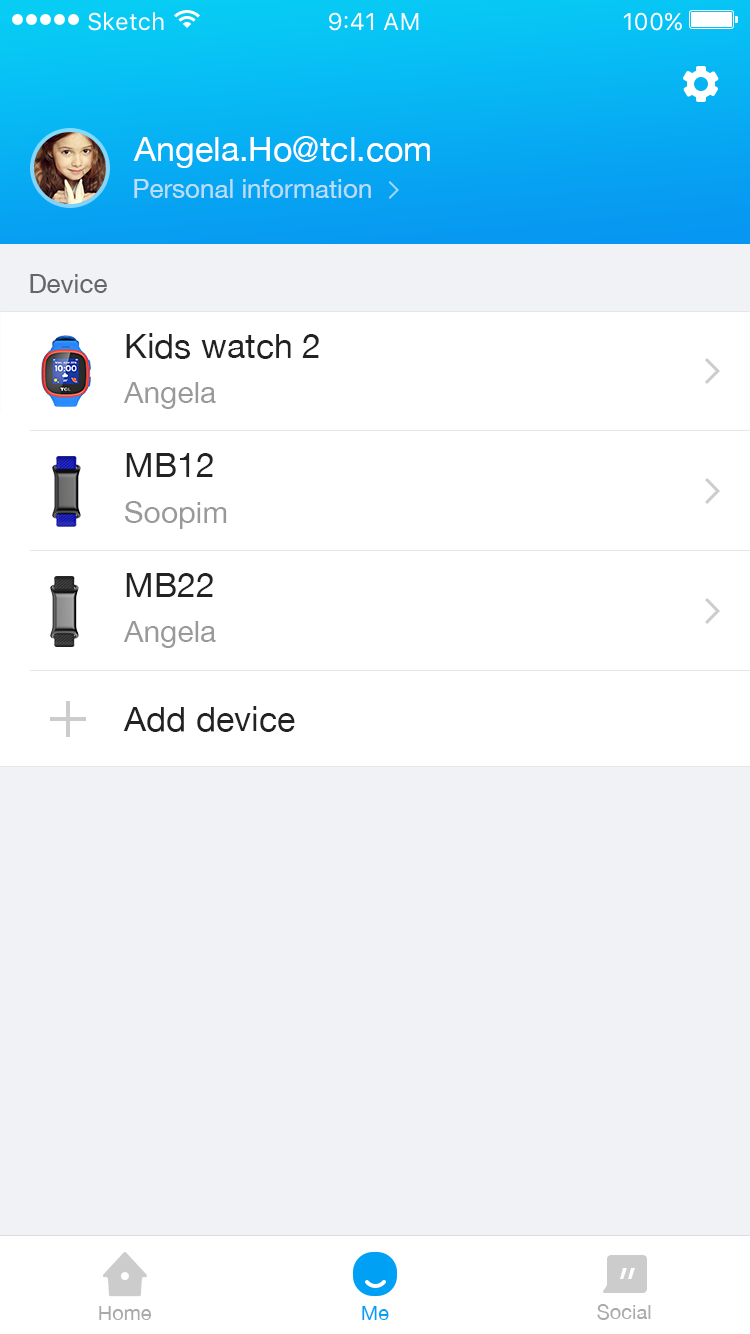 Sketch 9:41 AM 100%
Angela.Ho@tcl.com
Personal information
Device
Kids watch 2
Angela
10:00
TCL
MB12
Soopim
MB22
Angela
Add device
Home Me Social